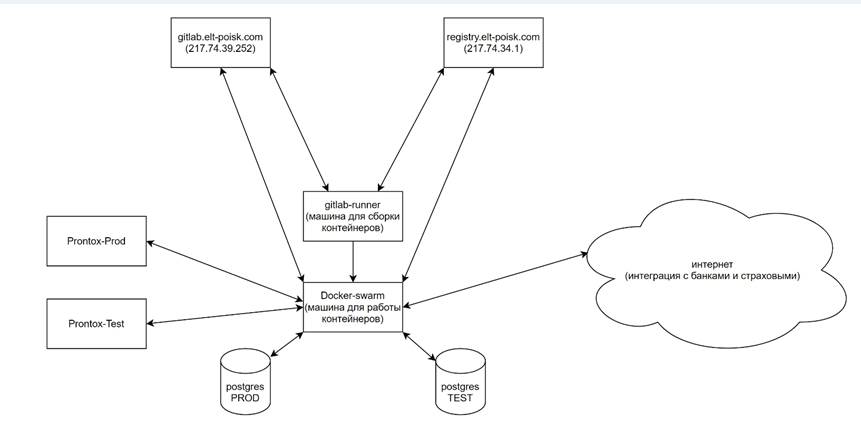 gitlab.elt-poisk.com
(217.74.39.252)
registry.elt-poisk.com
(217.74.34.1)
gitlab-runner
(машина для сборки
контейнеров)
Prontox-Prod
интернет
(интеграция с банками и страховыми)
Docker-swarm
(машина для работы
контейнеров)
Prontox-Test
postgres
PROD
postgres
TEST